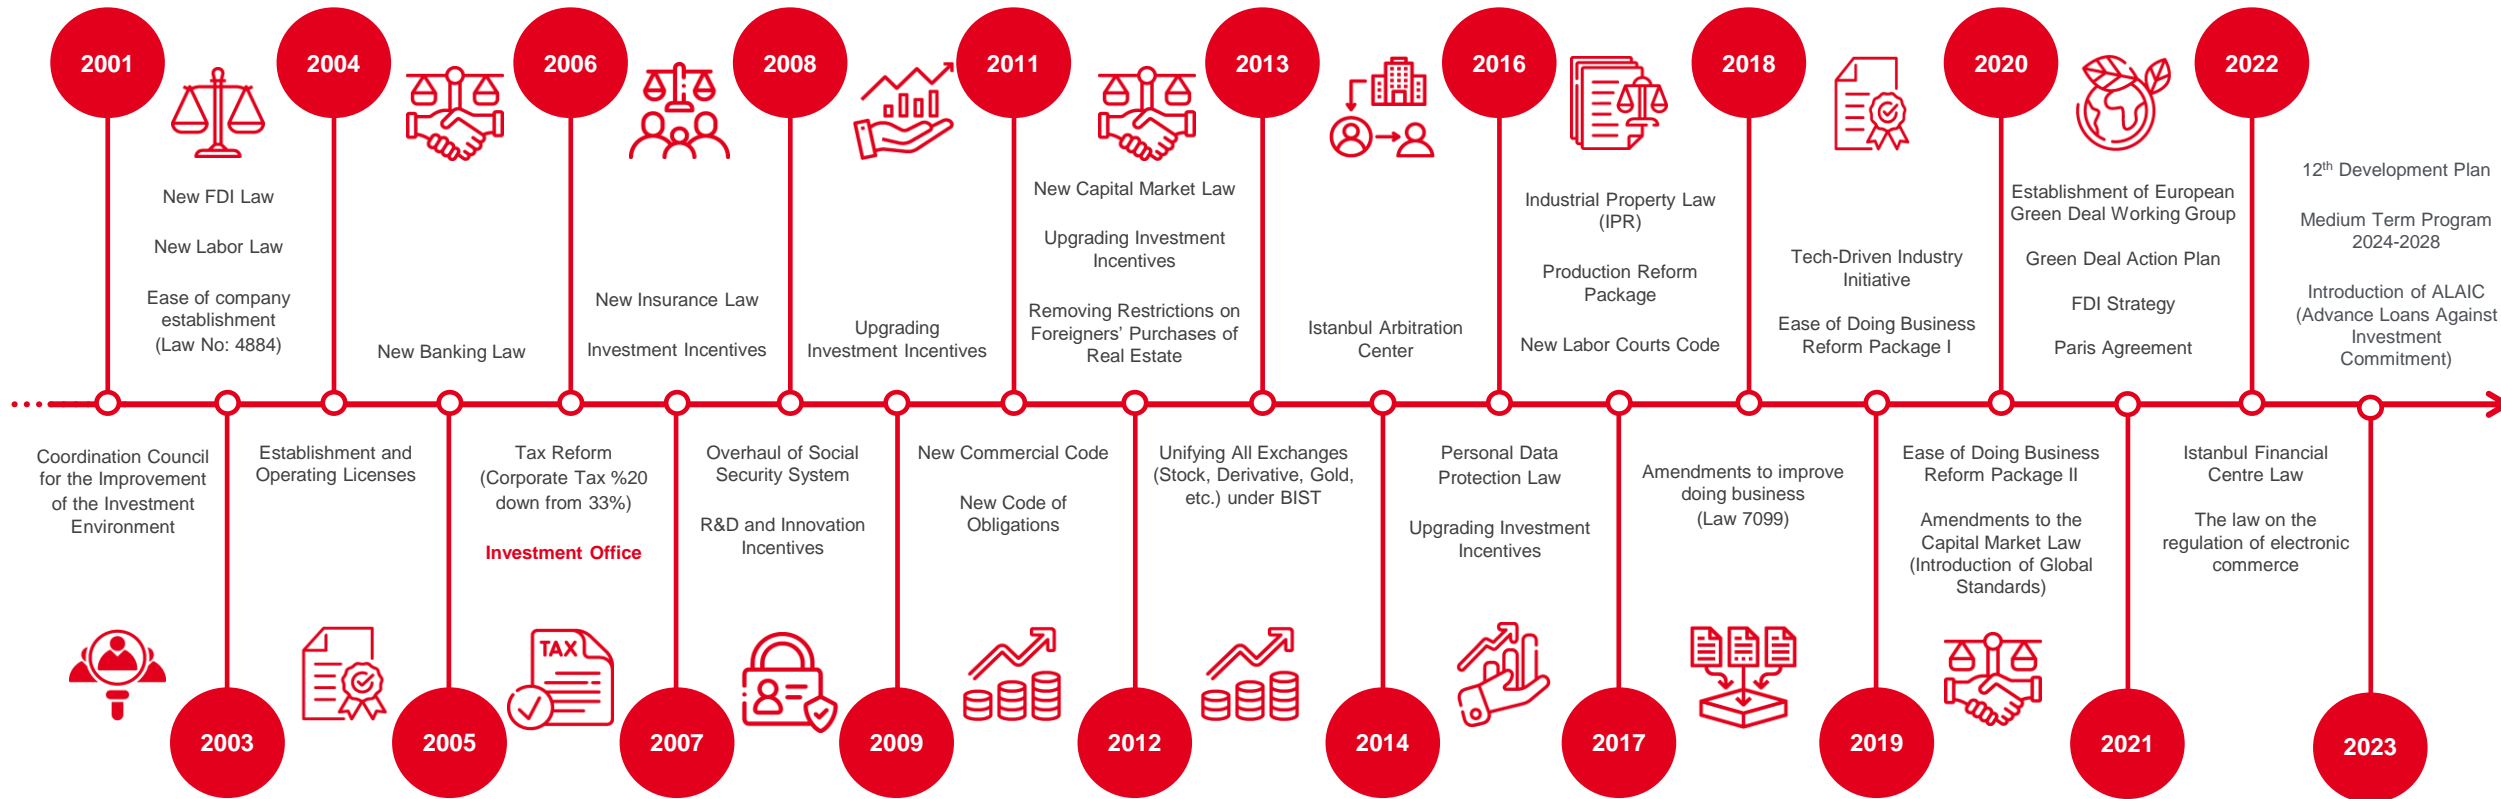 2001
2004
2006
2008
2011
2013
2016
2018
2020
2022
New FDI Law
New Labor Law
Ease of company
establishment
(Law No: 4884)
New Banking Law
New Insurance Law
Investment Incentives
Upgrading
Investment Incentives
New Capital Market Law
Upgrading Investment
Incentives
Removing Restrictions on
Foreigners’ Purchases of
Real Estate
Istanbul Arbitration
Center
Industrial Property Law
(IPR)
Production Reform
Package
New Labor Courts Code
Tech-Driven Industry
Initiative
Ease of Doing Business
Reform Package I
Establishment of European
Green Deal Working Group
Green Deal Action Plan
FDI Strategy
Paris Agreement
12th Development Plan
Medium Term Program
2024-2028
Introduction of ALAIC
(Advance Loans Against
Investment
Commitment)
Coordination Council
for the Improvement
of the Investment
Environment
Establishment and
Operating Licenses
Tax Reform
(Corporate Tax %20
down from 33%)
Investment Office
Overhaul of Social
Security System
R&D and Innovation
Incentives
New Commercial Code
New Code of
Obligations
Unifying All Exchanges
(Stock, Derivative, Gold,
etc.) under BIST
Personal Data
Protection Law
Upgrading Investment
Incentives
Amendments to improve
doing business
(Law 7099)
Ease of Doing Business
Reform Package II
Amendments to the
Capital Market Law
(Introduction of Global
Standards)
Istanbul Financial
Centre Law
The law on the
regulation of electronic
commerce
TAX
2003
2005
2007
2009
2012
2014
2017
2019
2021
2023